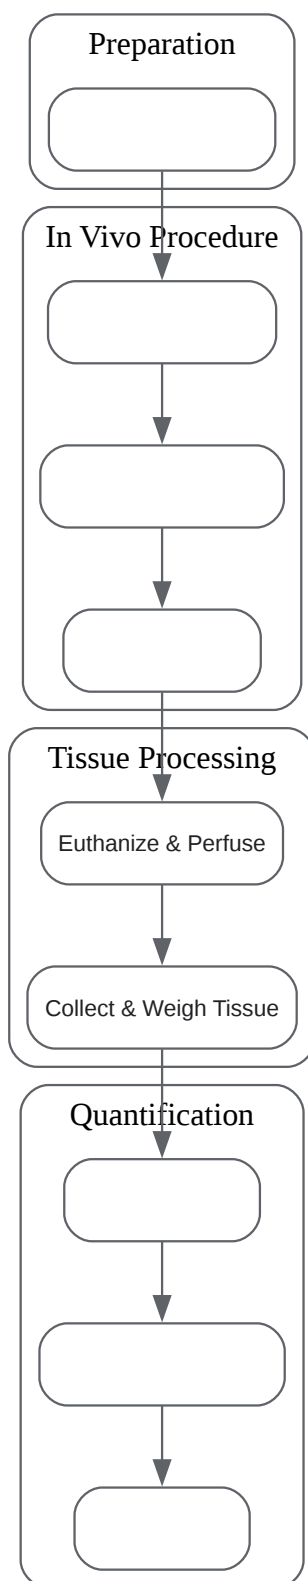 Preparation
In Vivo Procedure
Tissue Processing
Euthanize & Perfuse
Collect & Weigh Tissue
Quantification